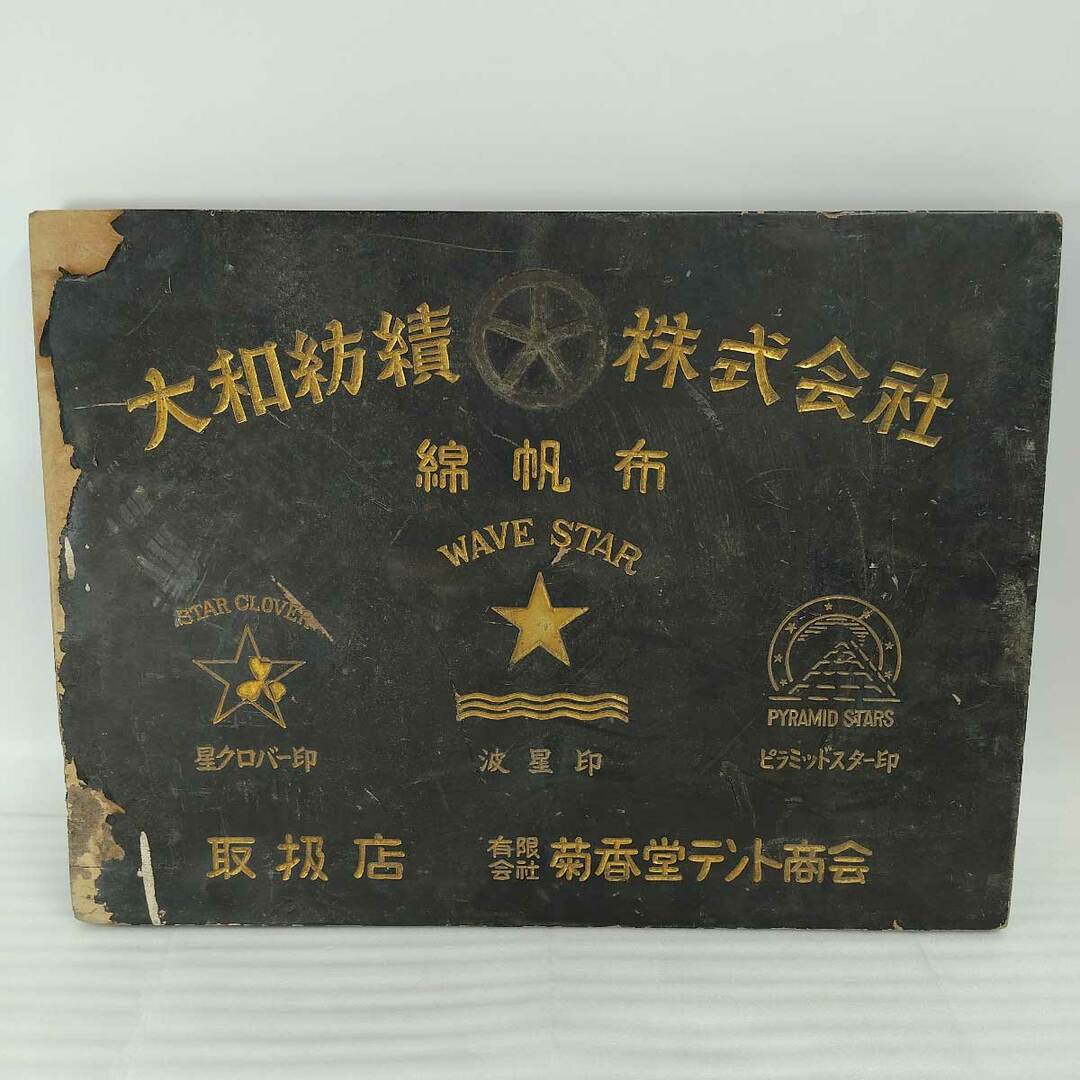 大和紡績 株式会社
綿帆布
WAVE STAR
STAR CLOVER
PYRAMID STARS
星クロバー印
波星印
ピラミッドスター印
取扱店 有限会社 菊香堂テント商会